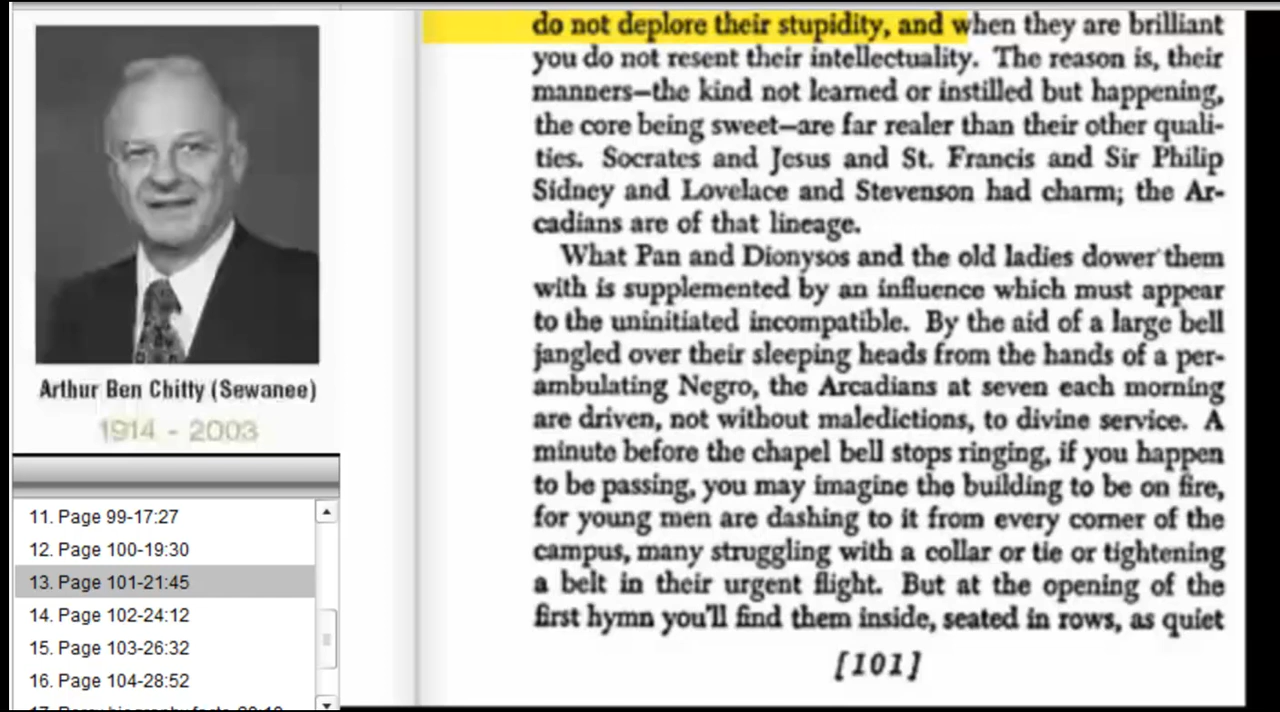 Arthur Ben Chitty (Sewanee)
1914 - 2003
11. Page 99-17:27
12. Page 100-19:30
13. Page 101-21:45
14. Page 102-24:12
15. Page 103-26:32
16. Page 104-28:52
do not deplore their stupidity, and when they are brilliant
you do not resent their intellectuality. The reason is, their
manners—the kind not learned or instilled but happening,
the core being sweet—are far realer than their other quali-
ties. Socrates and Jesus and St. Francis and Sir Philip
Sidney and Lovelace and Stevenson had charm; the Ar-
cadians are of that lineage.
What Pan and Dionysos and the old ladies dower them
with is supplemented by an influence which must appear
to the uninitiated incompatible. By the aid of a large bell
jangled over their sleeping heads from the hands of a per-
ambulating Negro, the Arcadians at seven each morning
are driven, not without maledictions, to divine service. A
minute before the chapel bell stops ringing, if you happen
to be passing, you may imagine the building to be on fire,
for young men are dashing to it from every corner of the
campus, many struggling with a collar or tie or tightening
a belt in their urgent flight. But at the opening of the
first hymn you'll find them inside, seated in rows, as quiet
[101]